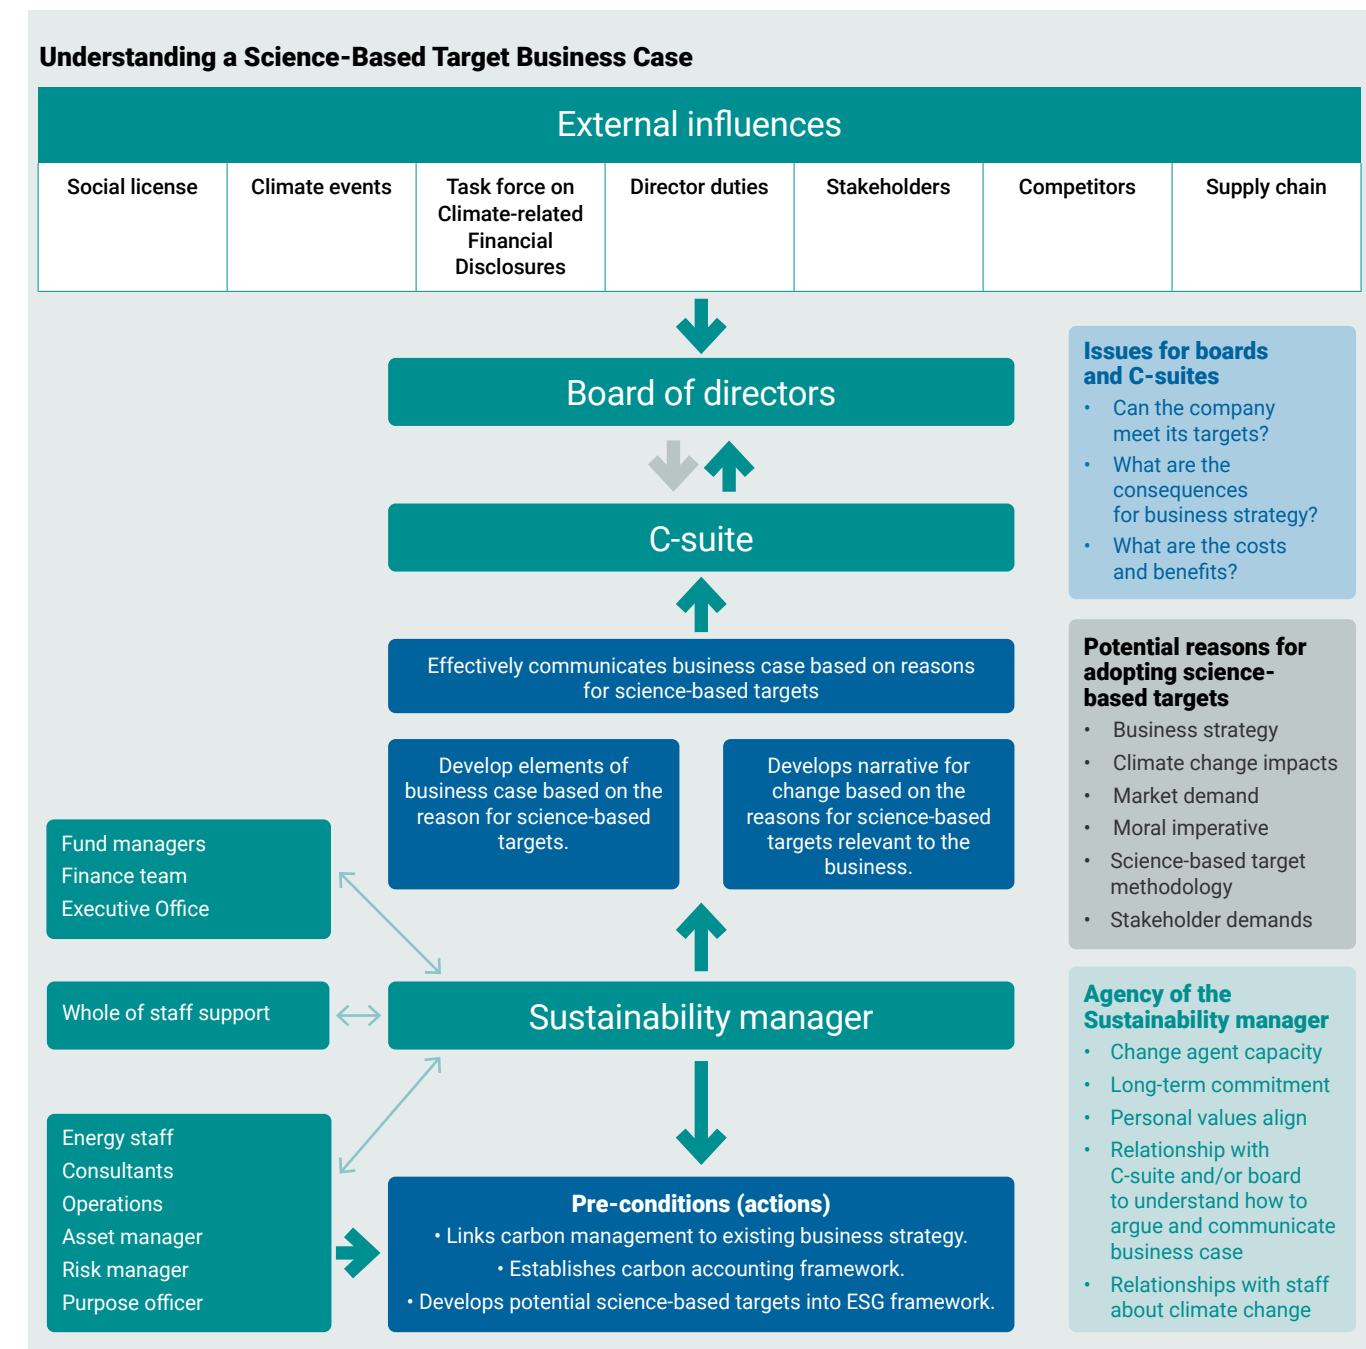 Understanding a Science-Based Target Business Case
External influences
Social license
Climate events
Task force on
Climate-related
Financial
Disclosures
Director duties
Stakeholders
Competitors
Supply chain
Board of directors
C-suite
Effectively communicates business case based on reasons
for science-based targets
Develop elements of
business case based on the
reason for science-based
targets.
Develops narrative for
change based on the
reasons for science-based
targets relevant to the
business.
Fund managers
Finance team
Executive Office
Whole of staff support
Sustainability manager
Energy staff
Consultants
Operations
Asset manager
Risk manager
Purpose officer
Pre-conditions (actions)
• Links carbon management to existing business strategy.
• Establishes carbon accounting framework.
• Develops potential science-based targets into ESG framework.
Issues for boards
and C-suites
• Can the company
meet its targets?
• What are the
consequences
for business strategy?
• What are the costs
and benefits?
Potential reasons for
adopting science-
based targets
• Business strategy
• Climate change impacts
• Market demand
• Moral imperative
• Science-based target
methodology
• Stakeholder demands
Agency of the
Sustainability manager
• Change agent capacity
• Long-term commitment
• Personal values align
• Relationship with
C-suite and/or board
to understand how to
argue and communicate
business case
• Relationships with staff
about climate change